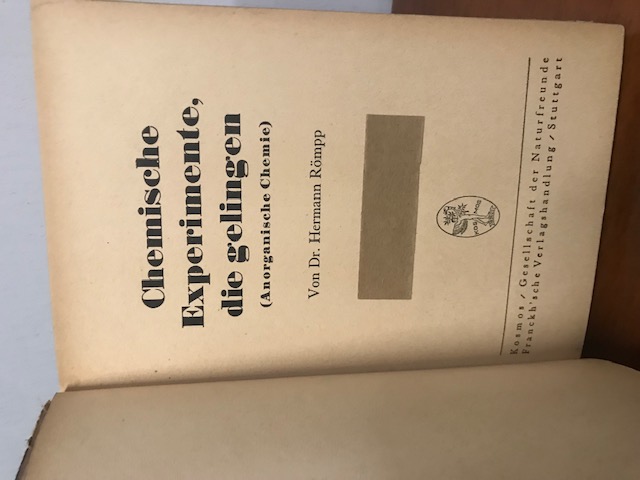 Chemische
Experimente,
die gelingen
(Anorganische Chemie)
Von Dr. Hermann Römpp
Kosmos / Gesellschaft der Naturfreunde
Franckh'sche Verlagshandlung / Stuttgart